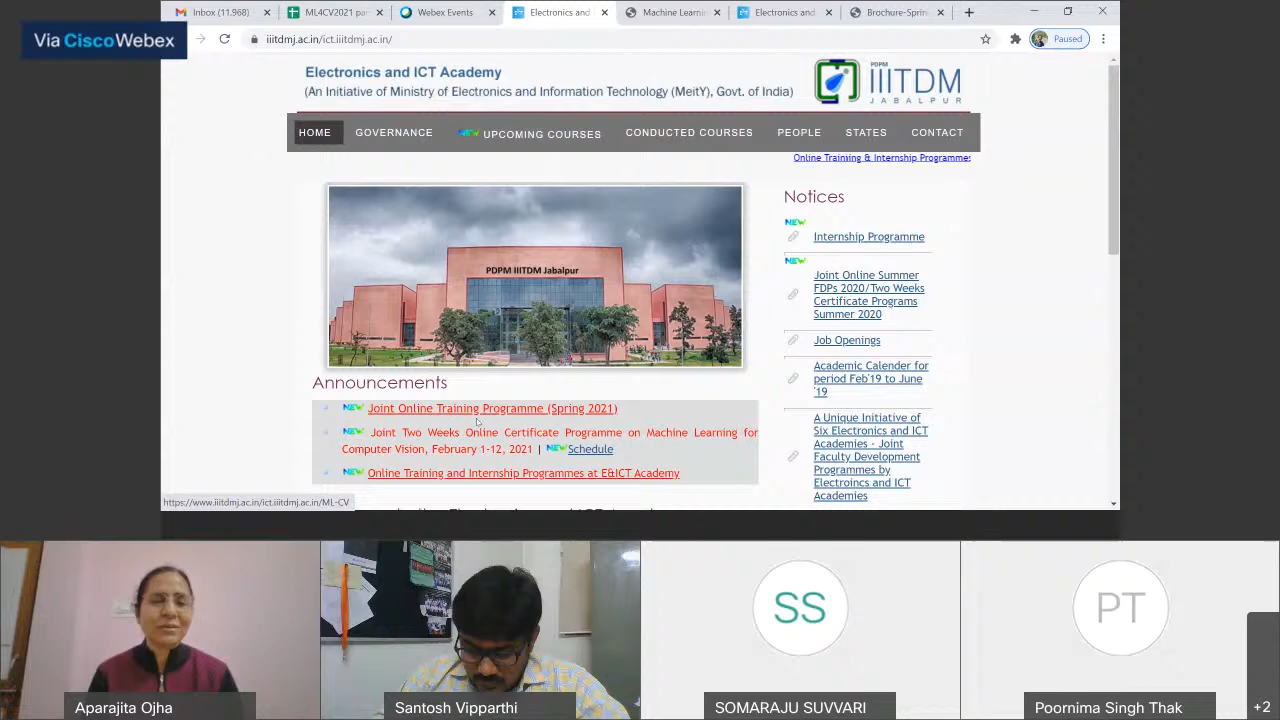 Inbox (11.968)
ML4CV2021 par
Webex Events
Electronics and
Machine Learnin
Electronics and
Brochure-Sprin
Via Cisco Webex
iiitdmj.ac.in/ict.iiitdmj.ac.in/
Paused
Electronics and ICT Academy
(An Initiative of Ministry of Electronics and Information Technology (MeitY), Govt. of India)
PDPM
IIITDM
JABALPUR
HOME GOVERNANCE NEW UPCOMING COURSES CONDUCTED COURSES PEOPLE STATES CONTACT
Online Training & Internship Programme
PDPM IIITDM Jabalpur
Notices
NEW
Internship Programme
NEW
Joint Online Summer
FDPs 2020/Two Weeks
Certificate Programs
Summer 2020
Job Openings
Academic Calender for
period Feb'19 to June
'19
A Unique Initiative of
Six Electronics and ICT
Academies - Joint
Faculty Development
Programmes by
Electroincs and ICT
Academies
Announcements
NEW Joint Online Training Programme (Spring 2021)
NEW Joint Two Weeks Online Certificate Programme on Machine Learning for
Computer Vision, February 1-12, 2021 | NEW Schedule
NEW Online Training and Internship Programmes at E&ICT Academy
https://www.iiitdmj.ac.in/ict.iiitdmj.ac.in/ML-CV
Aparajita Ojha
Santosh Vipparthi
SS
SOMARAJU SUVVARI
PT
Poornima Singh Thak
+2